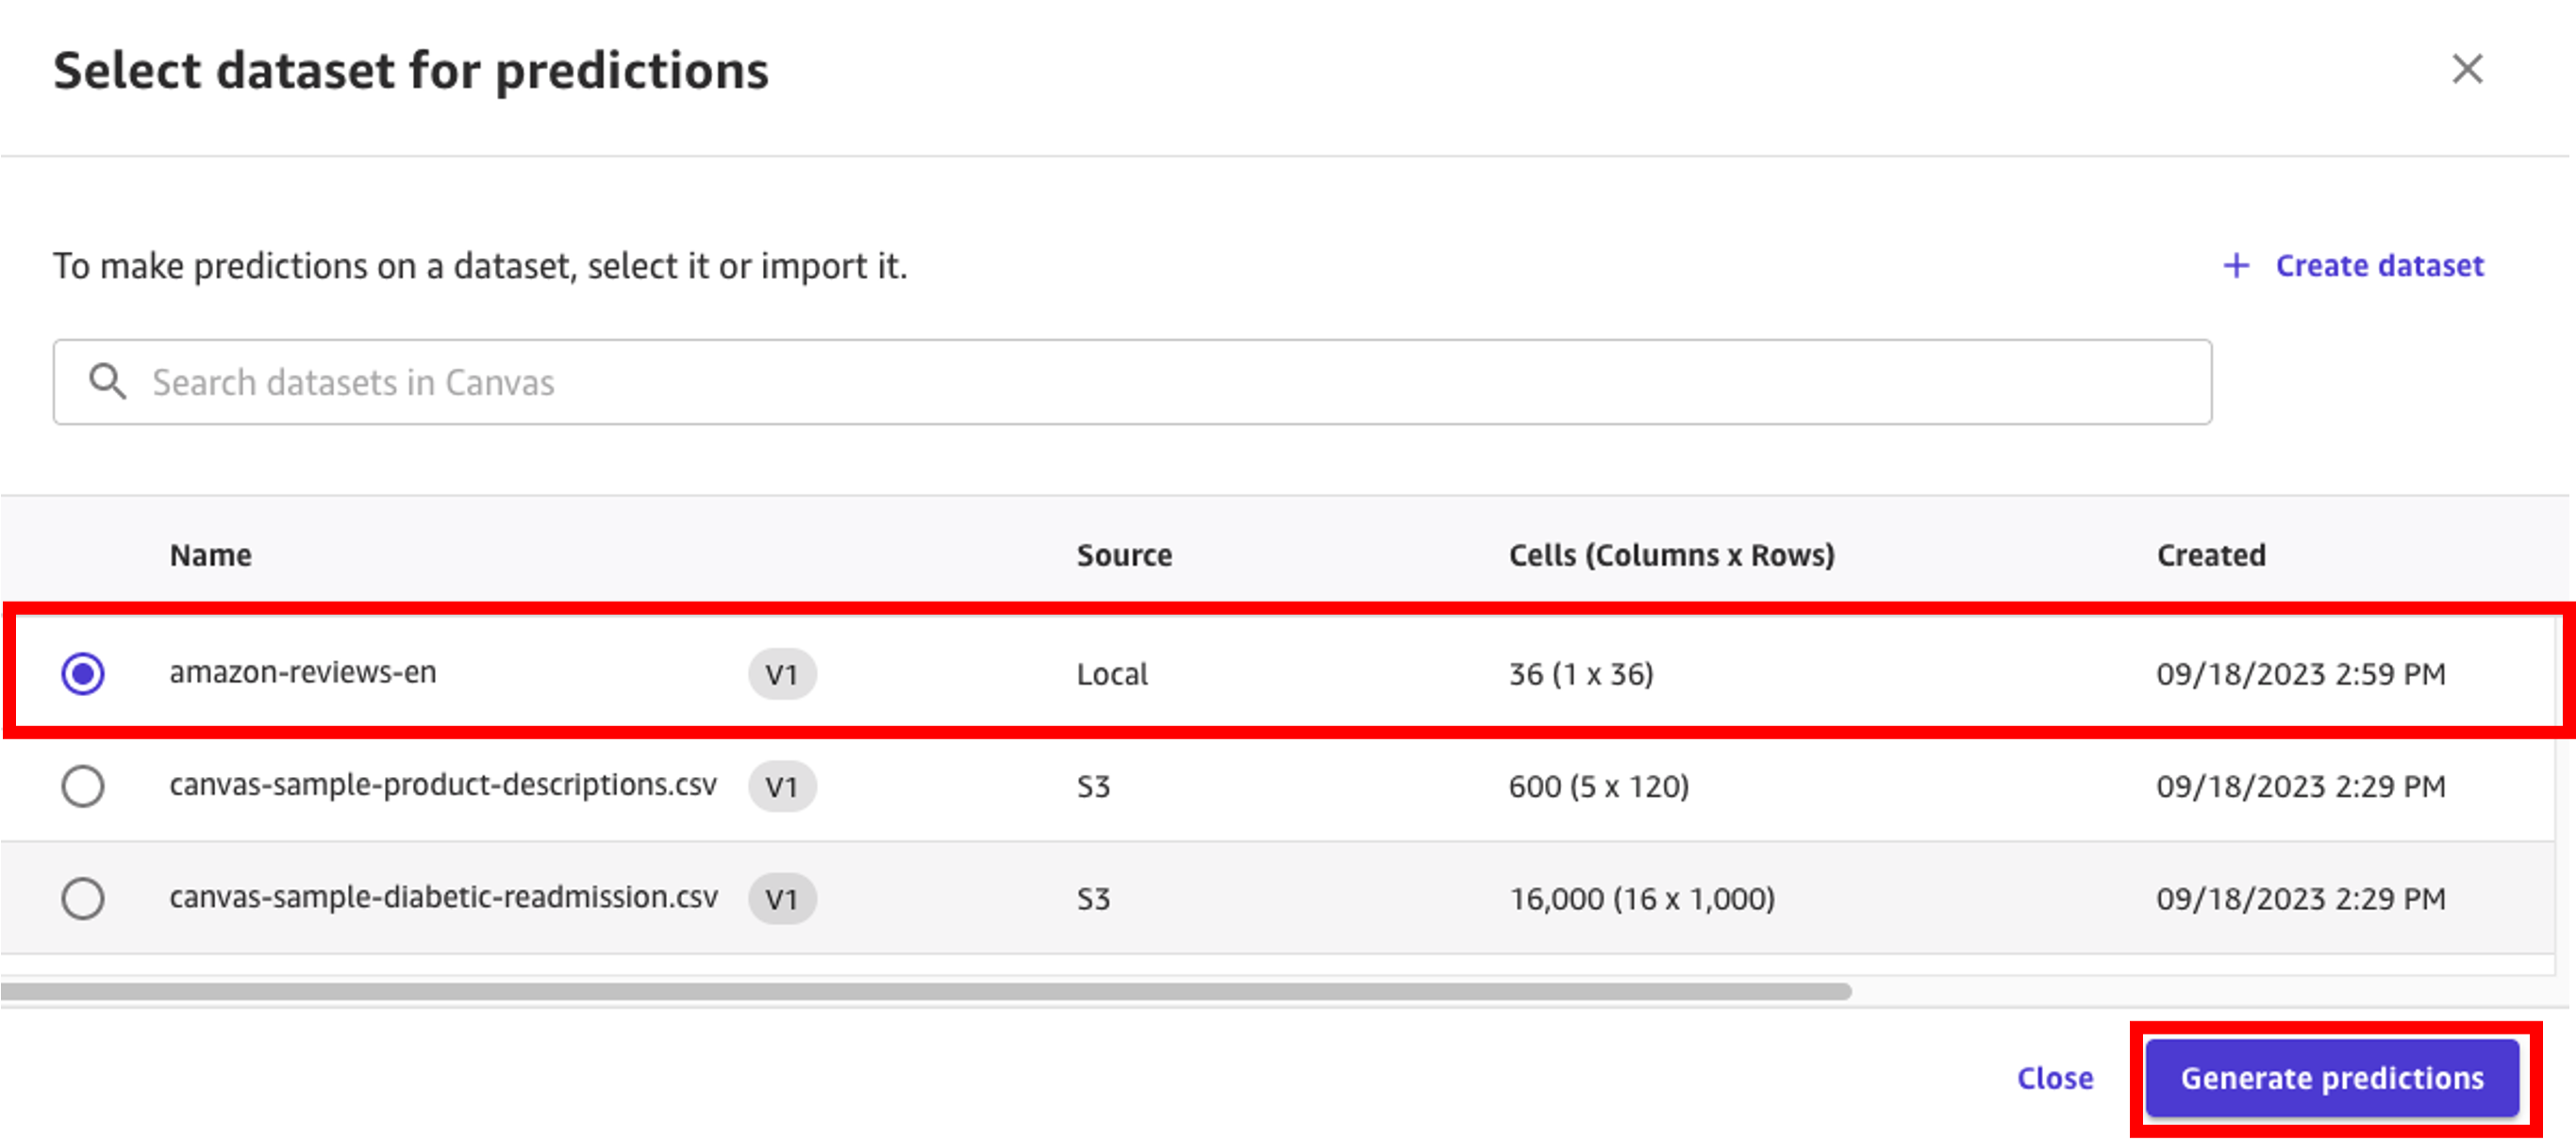 Select dataset for predictions
To make predictions on a dataset, select it or import it.
+ Create dataset
Search datasets in Canvas
Name Source Cells (Columns x Rows) Created
amazon-reviews-en V1 Local 36 (1 x 36) 09/18/2023 2:59 PM
canvas-sample-product-descriptions.csv V1 S3 600 (5 x 120) 09/18/2023 2:29 PM
canvas-sample-diabetic-readmission.csv V1 S3 16,000 (16 x 1,000) 09/18/2023 2:29 PM
Close Generate predictions